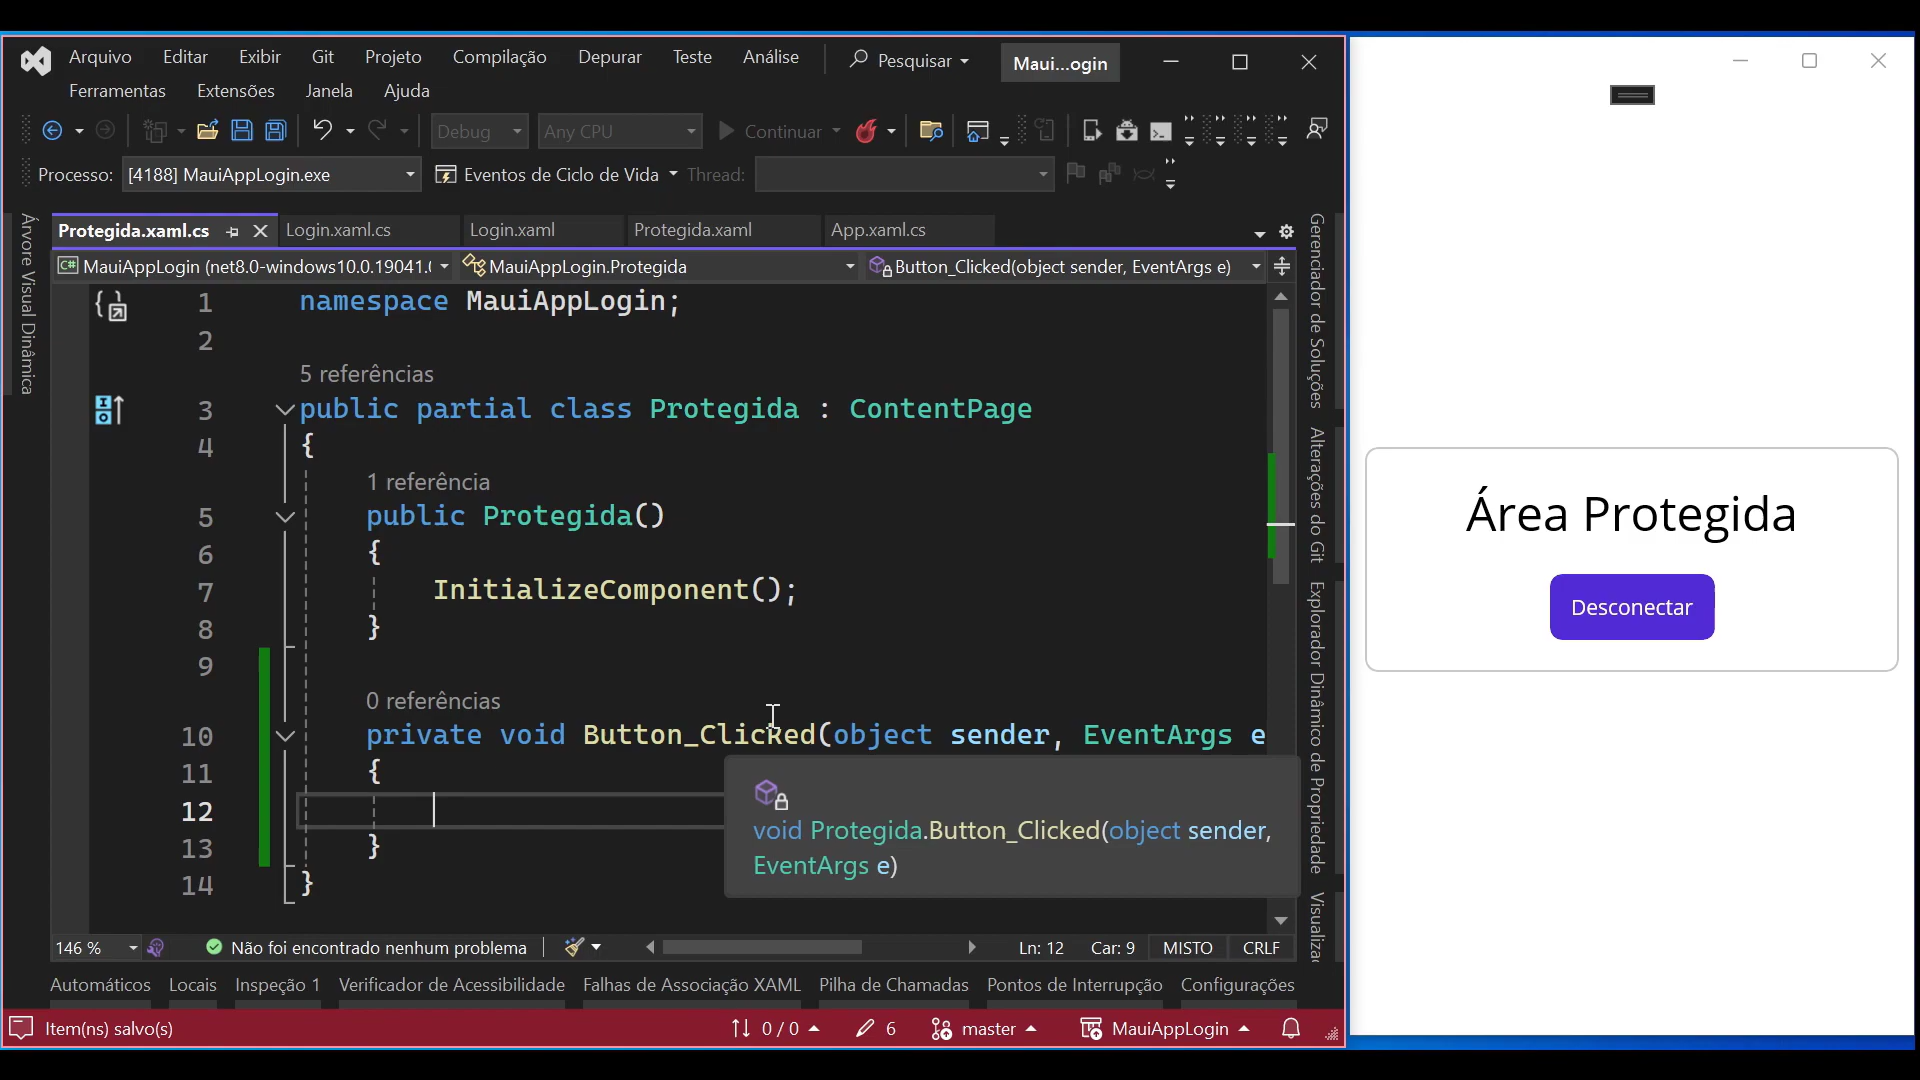 Arquivo Editar Exibir Git Projeto Compilação Depurar Teste Análise Pesquisar Maui...ogin
Ferramentas Extensões Janela Ajuda
Debug Any CPU Continuar
Processo: [4188] MauiAppLogin.exe Eventos de Ciclo de Vida Thread:
Protegida.xaml.cs Login.xaml.cs Login.xaml Protegida.xaml App.xaml.cs
C# MauiAppLogin (net8.0-windows10.0.19041.( MauiAppLogin.Protegida Button_Clicked(object sender, EventArgs e)
1 namespace MauiAppLogin;
2
5 referências
3 public partial class Protegida : ContentPage
4 {
1 referência
5 public Protegida()
6 {
7 InitializeComponent();
8 }
9
0 referências
10 private void Button_Clicked(object sender, EventArgs e
11 {
12
13 }
14 }
void Protegida.Button_Clicked(object sender,
EventArgs e)
146 % Não foi encontrado nenhum problema Ln: 12 Car: 9 MISTO CRLF
Automáticos Locais Inspeção 1 Verificador de Acessibilidade Falhas de Associação XAML Pilha de Chamadas Pontos de Interrupção Configurações
Item(ns) salvo(s) 0 / 0 6 master MauiAppLogin
Árvore Visual Dinâmica
Gerenciador de Soluções
Alterações do Git
Explorador Dinâmico de Propriedade
Visualizaç
Área Protegida
Desconectar